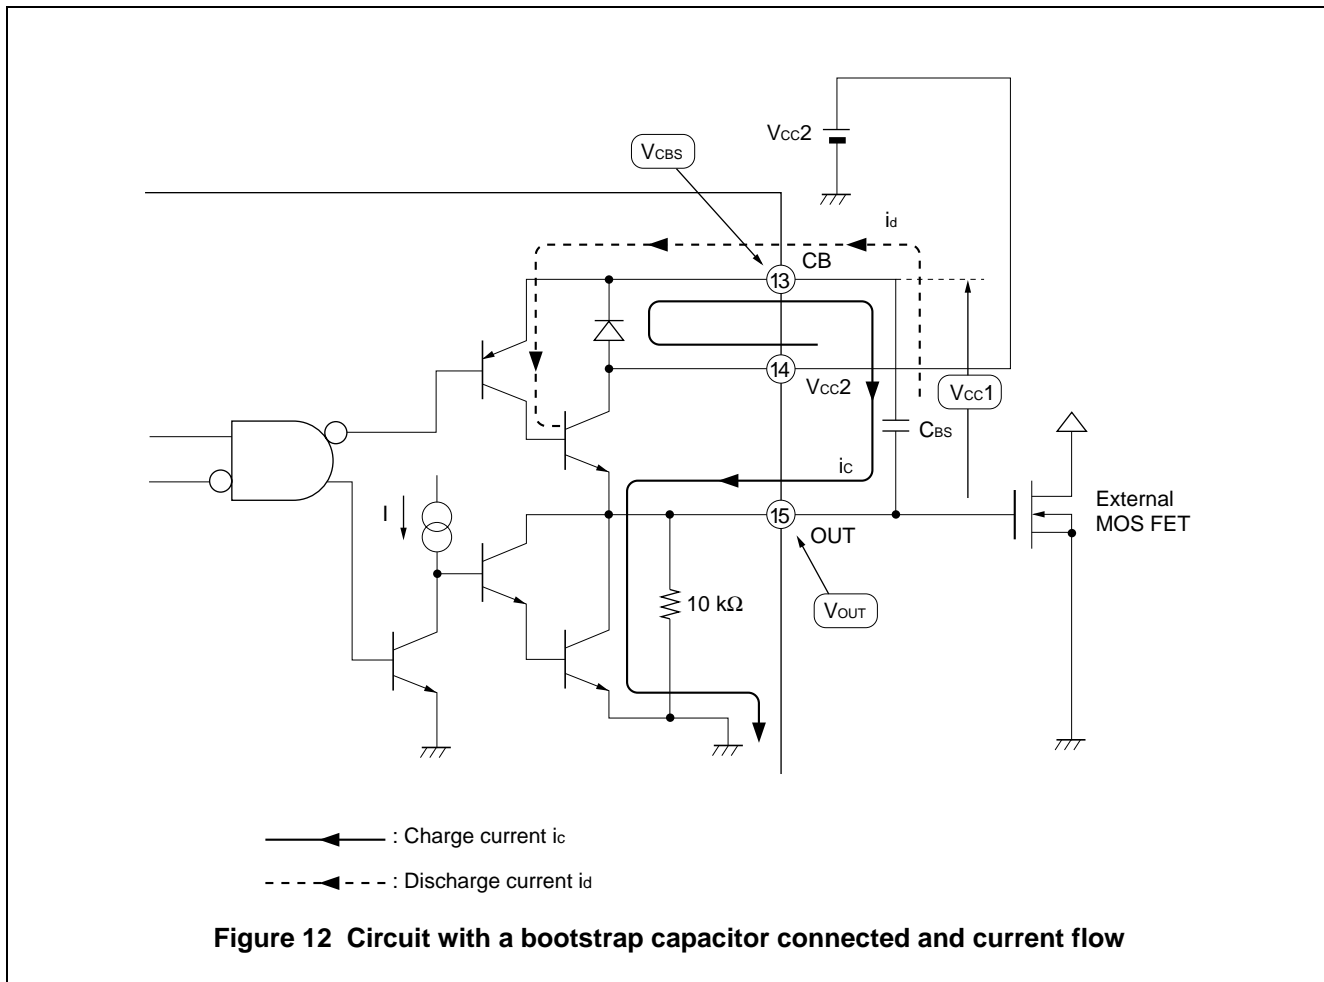 VCC2
VCBS
id
CB
13
14
VCC2
VCC1
CBS
ic
I
15
OUT
External
MOS FET
10 kΩ
VOUT
: Charge current ic
: Discharge current id
Figure 12 Circuit with a bootstrap capacitor connected and current flow